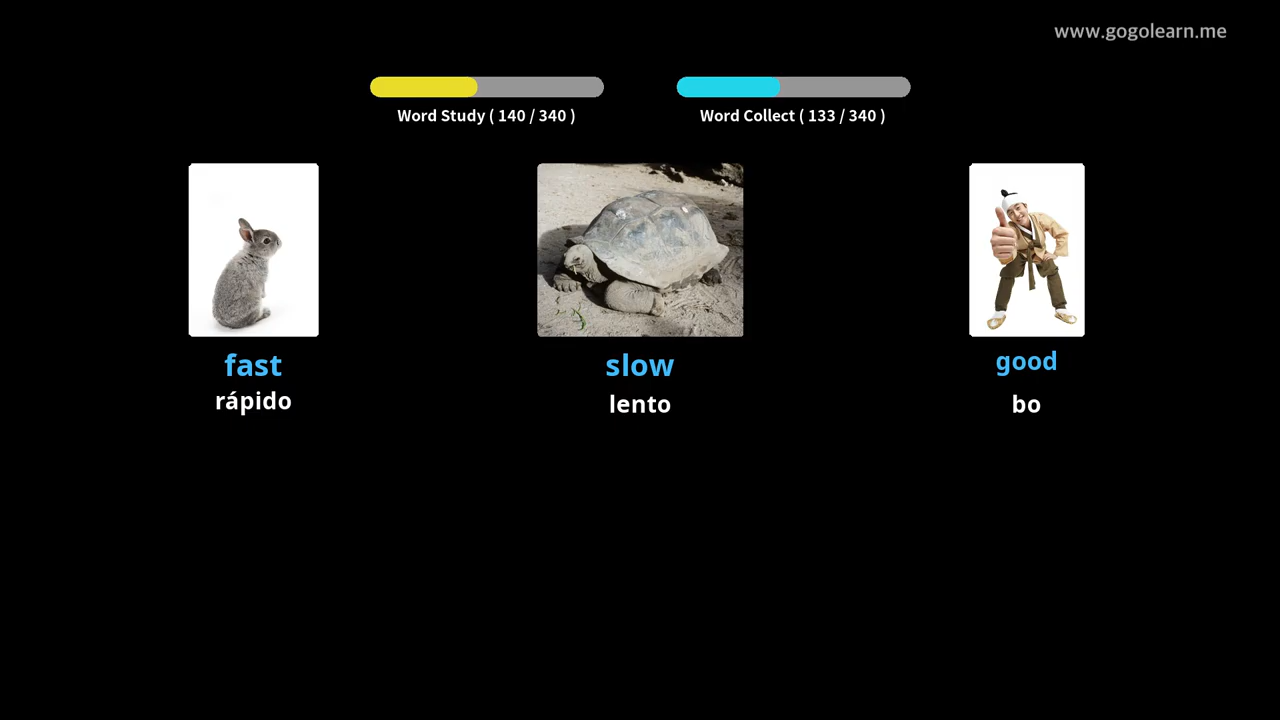 www.gogolearn.me
Word Study ( 140 / 340 )
Word Collect ( 133 / 340 )
fast
rápido
slow
lento
good
bo